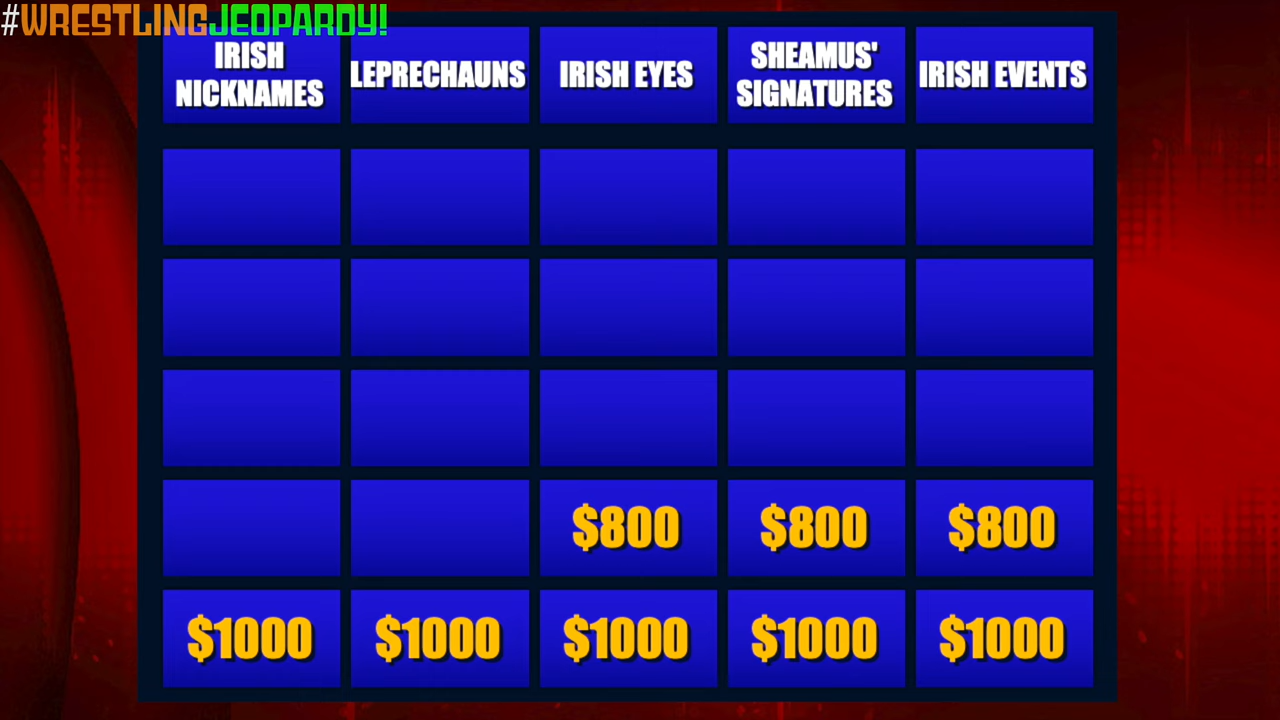 #WRESTLINGJEOPARDY!
IRISH
NICKNAMES
LEPRECHAUNS
IRISH EYES
SHEAMUS'
SIGNATURES
IRISH EVENTS
$800
$800
$800
$1000
$1000
$1000
$1000
$1000